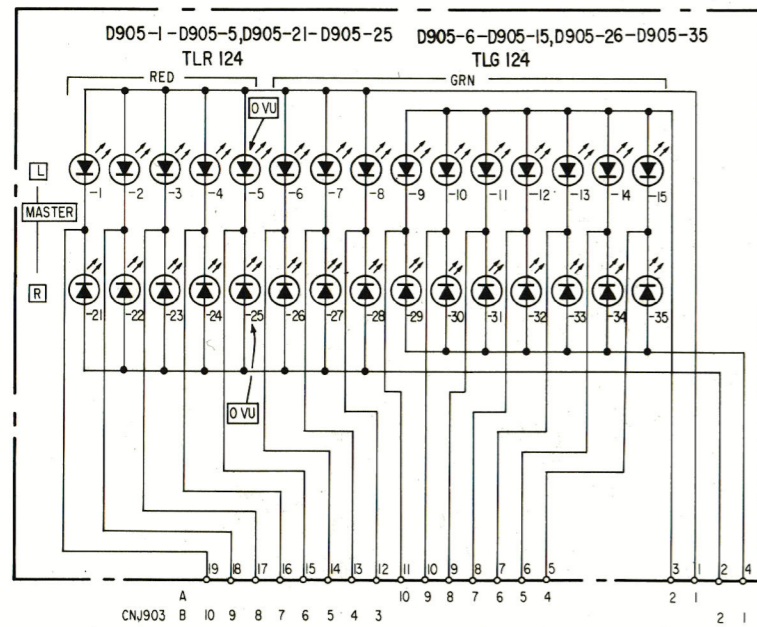 D905-1-D905-5,D905-21-D905-25 D905-6-D905-15,D905-26-D905-35
TLR 124 TLG 124
RED GRN
0 VU
L
-1 -2 -3 -4 -5 -6 -7 -8 -9 -10 -11 -12 -13 -14 -15
MASTER
R
-21 -22 -23 -24 -25 -26 -27 -28 -29 -30 -31 -32 -33 -34 -35
0 VU
19 18 17 16 15 14 13 12 11 10 9 8 7 6 5 3 1 2 4
A 10 9 8 7 6 5 4 2 1
CNJ903 B 10 9 8 7 6 5 4 3 2 1